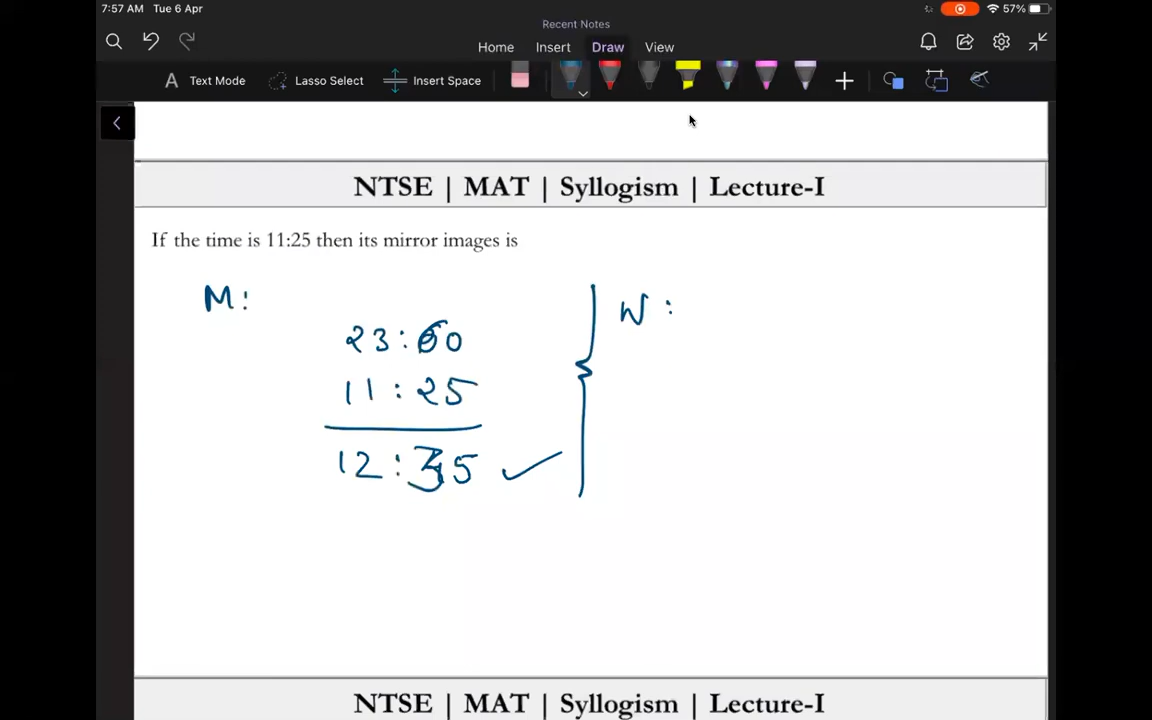 7:57 AM Tue 6 Apr
57%
Recent Notes
Home Insert Draw View
A Text Mode Lasso Select Insert Space
NTSE | MAT | Syllogism | Lecture-I
If the time is 11:25 then its mirror images is
M:
W:
23:60
11:25
12:35
NTSE | MAT | Syllogism | Lecture-I